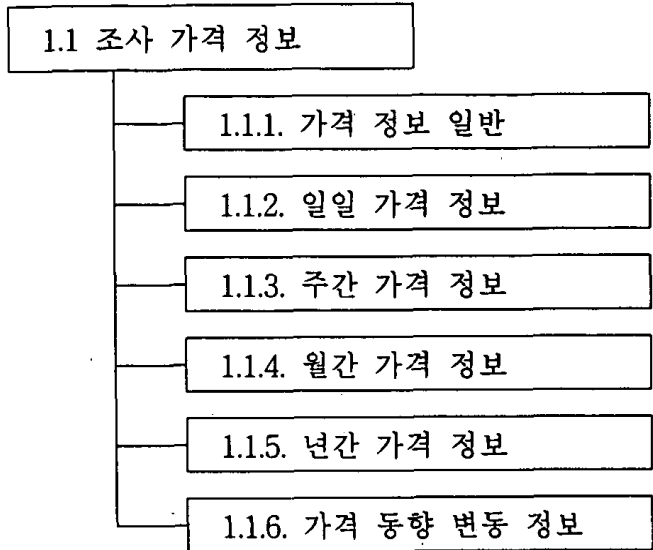 1.1 조사 가격 정보
1.1.1. 가격 정보 일반
1.1.2. 일일 가격 정보
1.1.3. 주간 가격 정보
1.1.4. 월간 가격 정보
1.1.5. 년간 가격 정보
1.1.6. 가격 동향 변동 정보